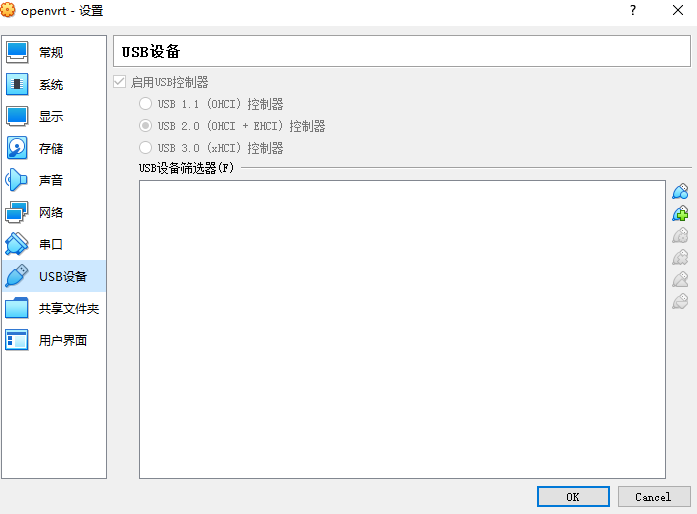 openvrt - 设置
?
常规
系统
显示
存储
声音
网络
串口
USB设备
共享文件夹
用户界面
USB设备
启用USB控制器
USB 1.1 (OHCI) 控制器
USB 2.0 (OHCI + EHCI) 控制器
USB 3.0 (xHCI) 控制器
USB设备筛选器(F)
OK
Cancel